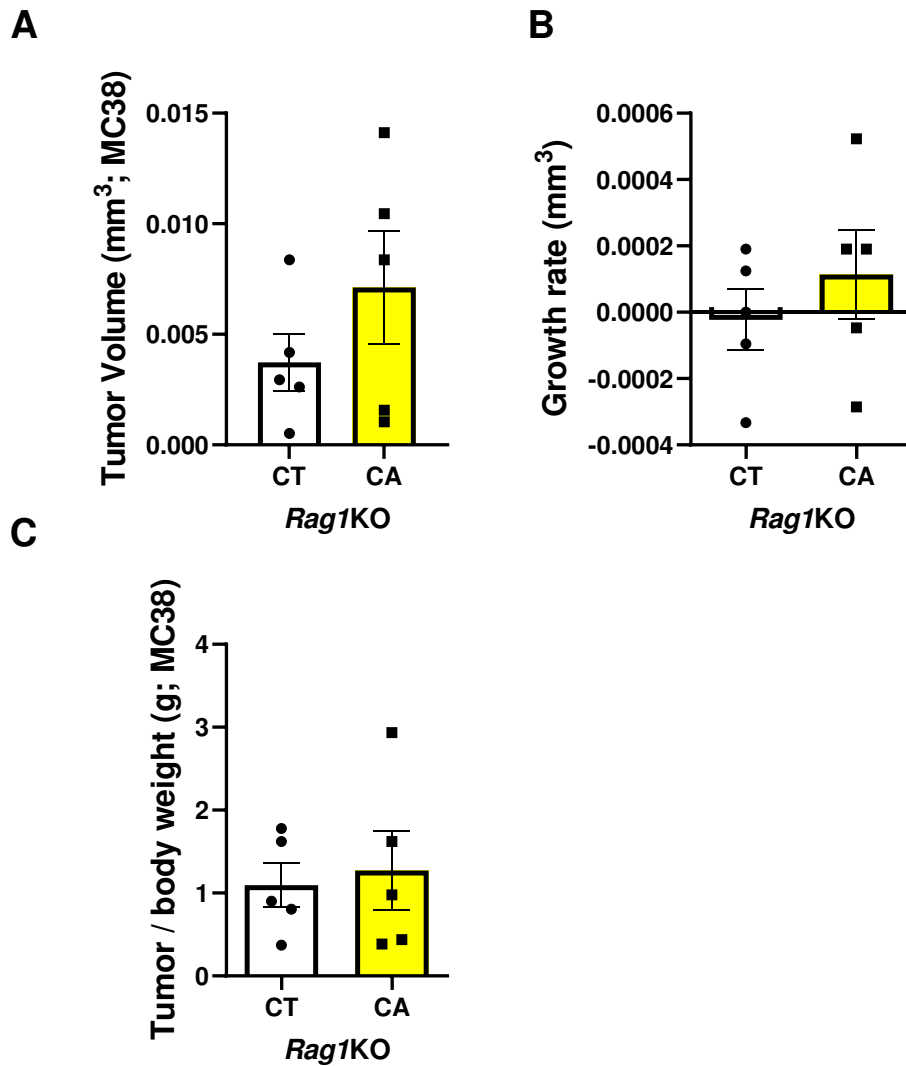 A
Tumor Volume (mm³; MC38)
0.015
0.010
0.005
0.000
CT CA
Rag1KO
B
Growth rate (mm³)
0.0006
0.0004
0.0002
0.0000
-0.0002
-0.0004
CT CA
Rag1KO
C
Tumor / body weight (g; MC38)
4
3
2
1
0
CT CA
Rag1KO